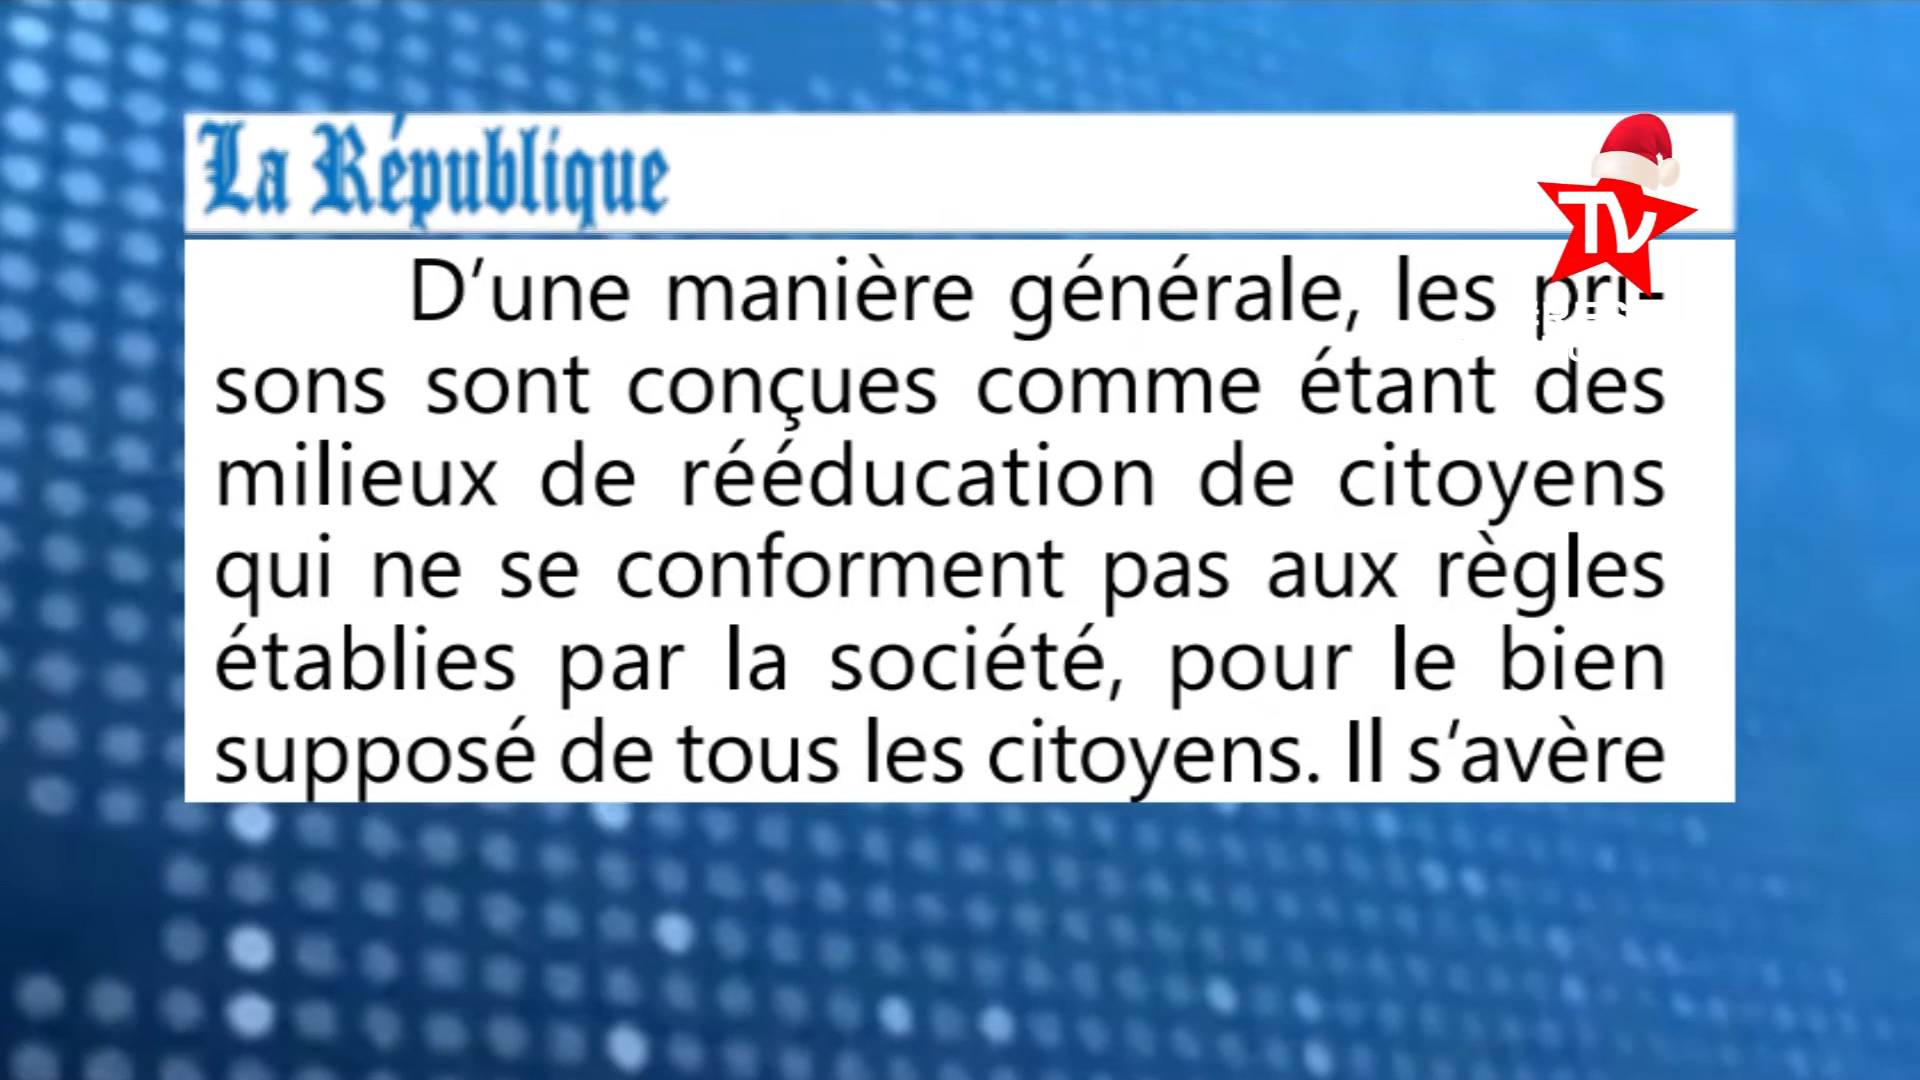 La République
TV
D’une manière générale, les pri-
sons sont conçues comme étant des
milieux de rééducation de citoyens
qui ne se conforment pas aux règles
établies par la société, pour le bien
supposé de tous les citoyens. Il s’avère